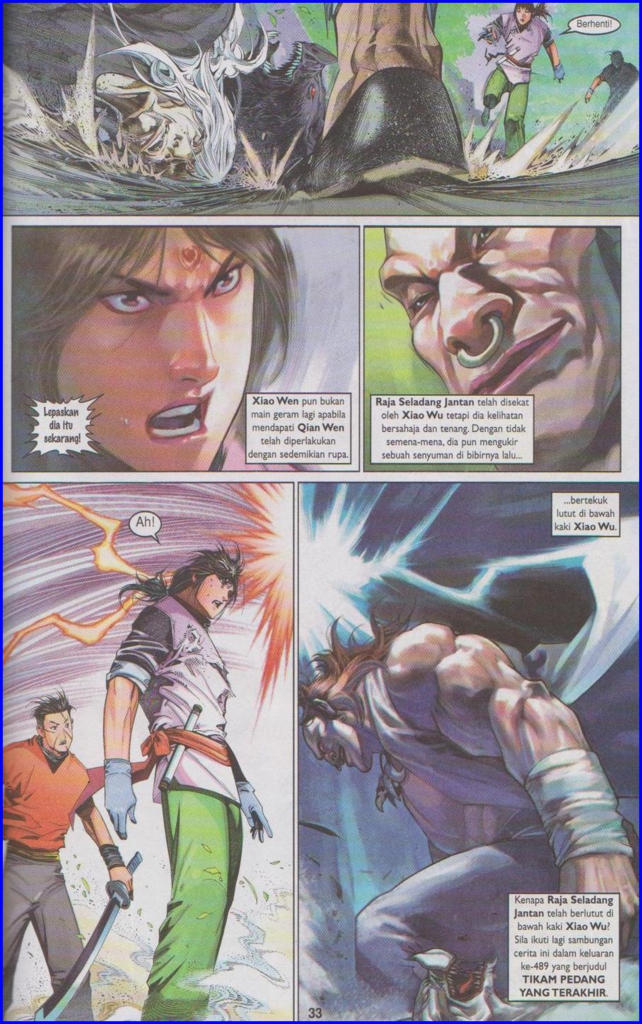 Berhenti!
Lepaskan
dia itu
sekarang!
Xiao Wen pun bukan
main geram lagi apabila
mendapati Qian Wen
telah diperlakukan
dengan sedemikian rupa.
Raja Seladang Jantan telah disekat
oleh Xiao Wu tetapi dia kelihatan
bersahaja dan tenang. Dengan tidak
semena-mena, dia pun mengukir
sebuah senyuman di bibirnya lalu...
Ah!
...bertekuk
lutut di bawah
kaki Xiao Wu.
Kenapa Raja Seladang
Jantan telah berlutut di
bawah kaki Xiao Wu?
Sila ikuti lagi sambungan
cerita ini dalam keluaran
ke-489 yang berjudul
TIKAM PEDANG
YANG TERAKHIR.
33